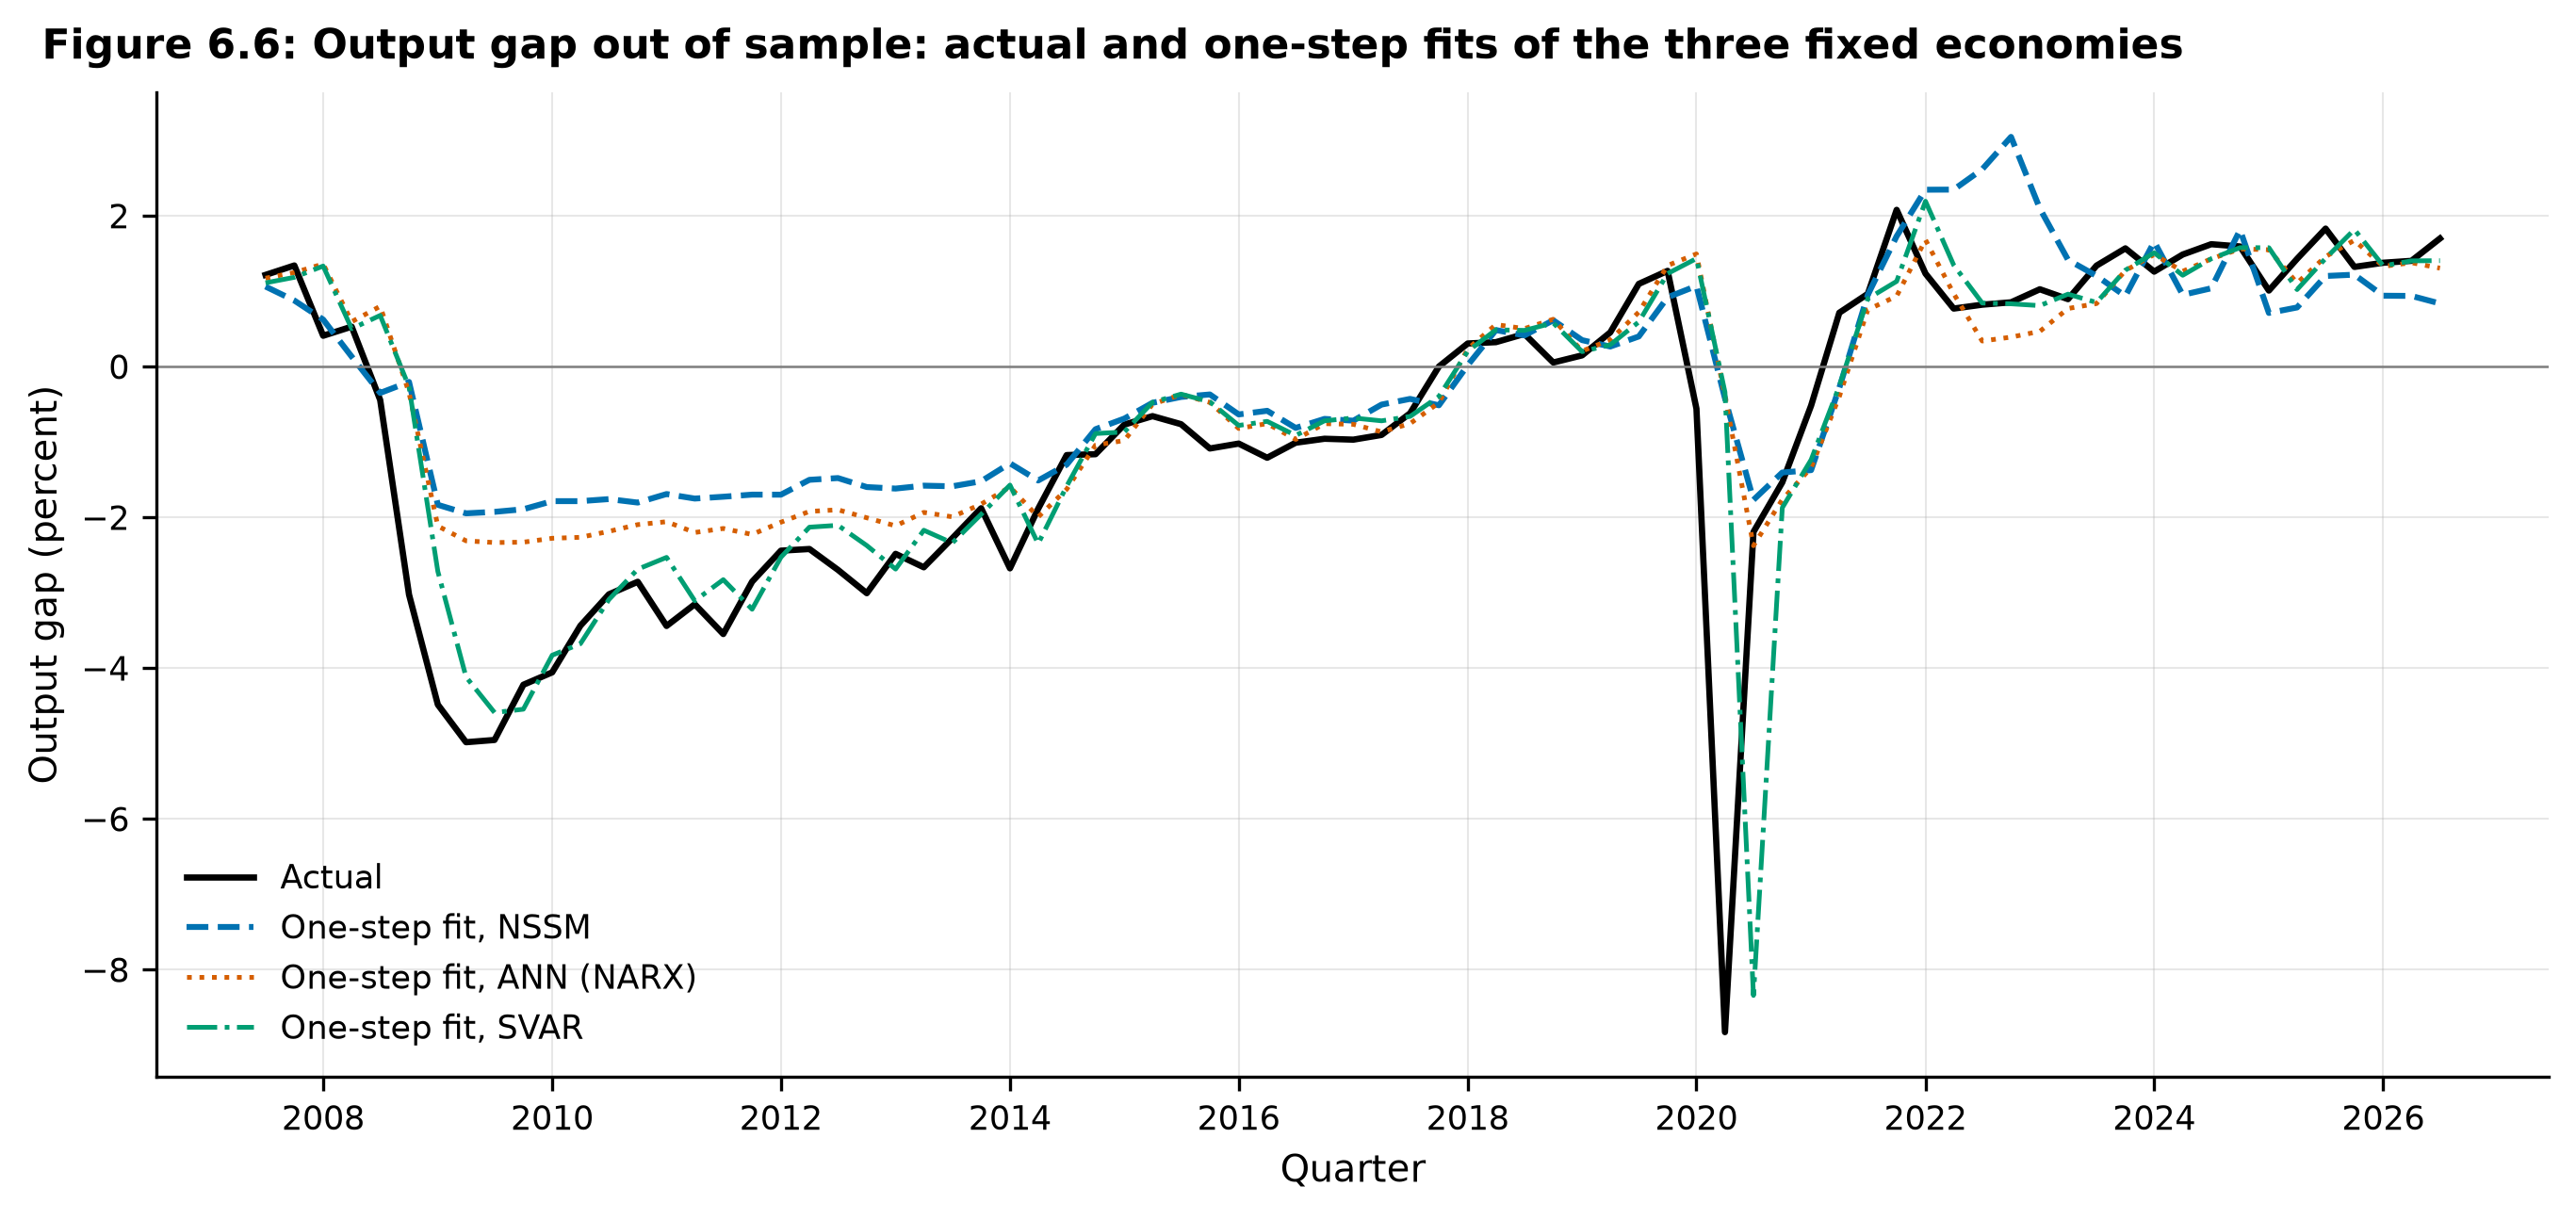 Figure 6.6: Output gap out of sample: actual and one-step fits of the three fixed economies
Output gap (percent)
2
0
−2
−4
−6
−8
Actual
One-step fit, NSSM
One-step fit, ANN (NARX)
One-step fit, SVAR
2008 2010 2012 2014 2016 2018 2020 2022 2024 2026
Quarter